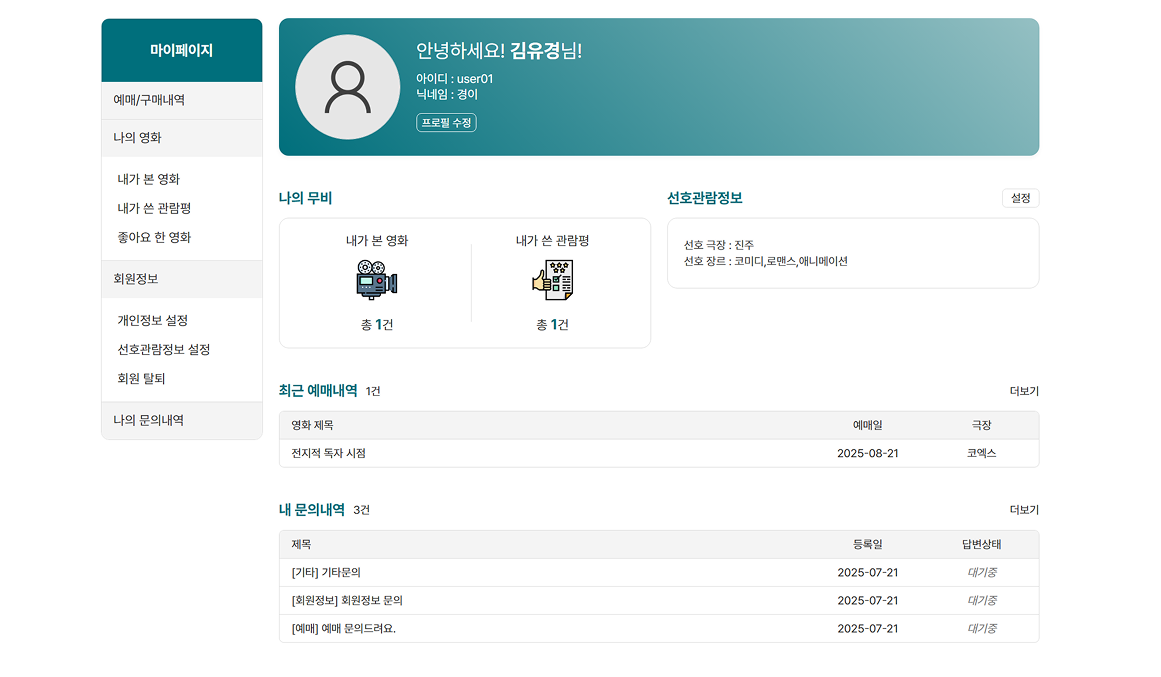 마이페이지
예매/구매내역
나의 영화
내가 본 영화
내가 쓴 관람평
좋아요 한 영화
회원정보
개인정보 설정
선호관람정보 설정
회원 탈퇴
나의 문의내역
안녕하세요! 김유경님!
아이디 : user01
닉네임 : 경이
프로필 수정
나의 무비
내가 본 영화 내가 쓴 관람평
총 1건 총 1건
선호관람정보 설정
선호 극장 : 진주
선호 장르 : 코미디,로맨스,애니메이션
최근 예매내역 1건 더보기
영화 제목 예매일 극장
전지적 독자 시점 2025-08-21 코엑스
내 문의내역 3건 더보기
제목 등록일 답변상태
[기타] 기타문의 2025-07-21 대기중
[회원정보] 회원정보 문의 2025-07-21 대기중
[예매] 예매 문의드려요. 2025-07-21 대기중